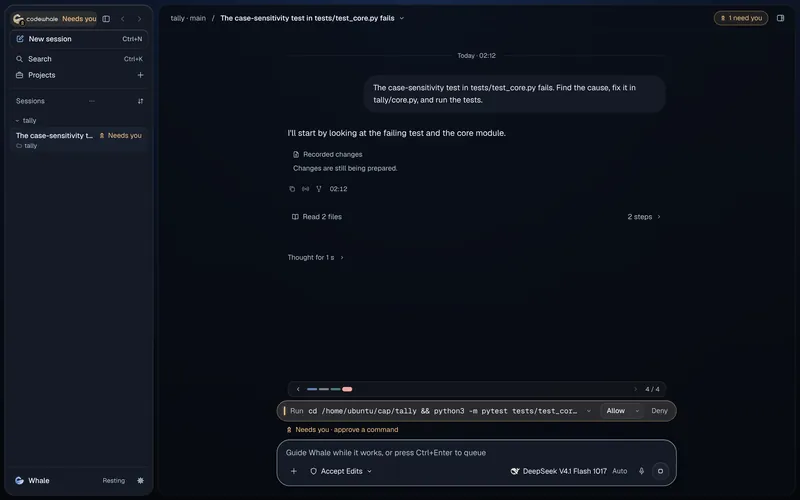 codewhale Needs you
New session Ctrl+N
Search Ctrl+K
Projects
Sessions
tally
The case-sensitivity t... Needs you
tally
Whale Resting
tally · main / The case-sensitivity test in tests/test_core.py fails
1 need you
Today · 02:12
The case-sensitivity test in tests/test_core.py fails. Find the cause, fix it in
tally/core.py, and run the tests.
I'll start by looking at the failing test and the core module.
Recorded changes
Changes are still being prepared.
02:12
Read 2 files 2 steps
Thought for 1 s
4 / 4
Run cd /home/ubuntu/cap/tally && python3 -m pytest tests/test_cor... Allow Deny
Needs you · approve a command
Guide Whale while it works, or press Ctrl+Enter to queue
Accept Edits DeepSeek V4.1 Flash 1017 Auto